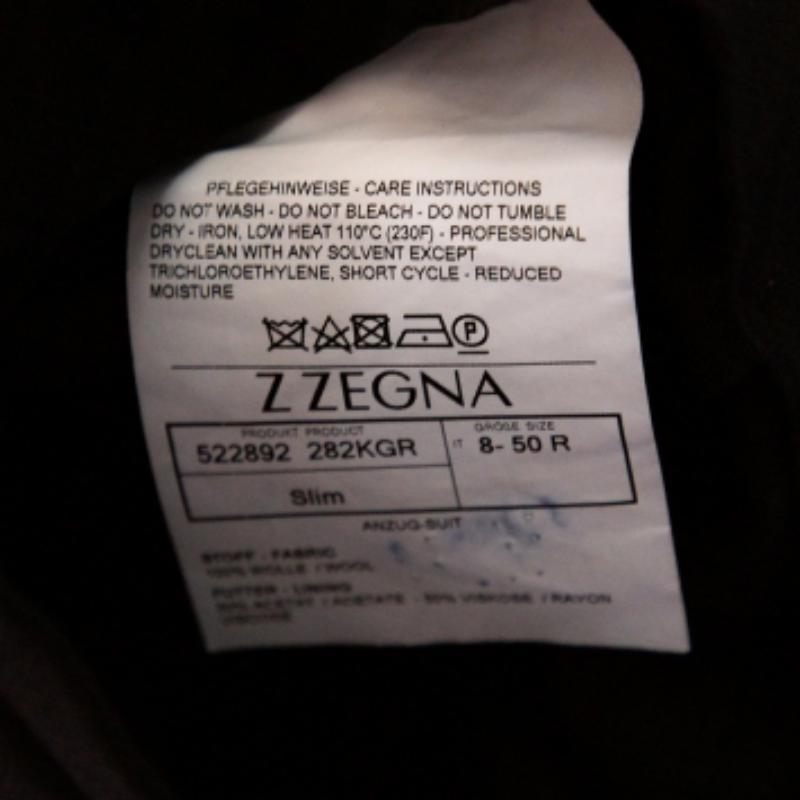 PFLEGEHINWEISE - CARE INSTRUCTIONS
DO NOT WASH - DO NOT BLEACH - DO NOT TUMBLE
DRY - IRON, LOW HEAT 110°C (230F) - PROFESSIONAL
DRYCLEAN WITH ANY SOLVENT EXCEPT
TRICHLOROETHYLENE, SHORT CYCLE - REDUCED
MOISTURE
P
Z ZEGNA
PRODUKT PRODUCT
522892 282KGR
GRÖSSE SIZE
IT 8- 50 R
Slim
ANZUG-SUIT
STOFF - FABRIC
100% WOLLE / WOOL
FUTTER - LINING
50% ACETAT / ACETATE - 50% VISKOSE / RAYON
VISCOSE